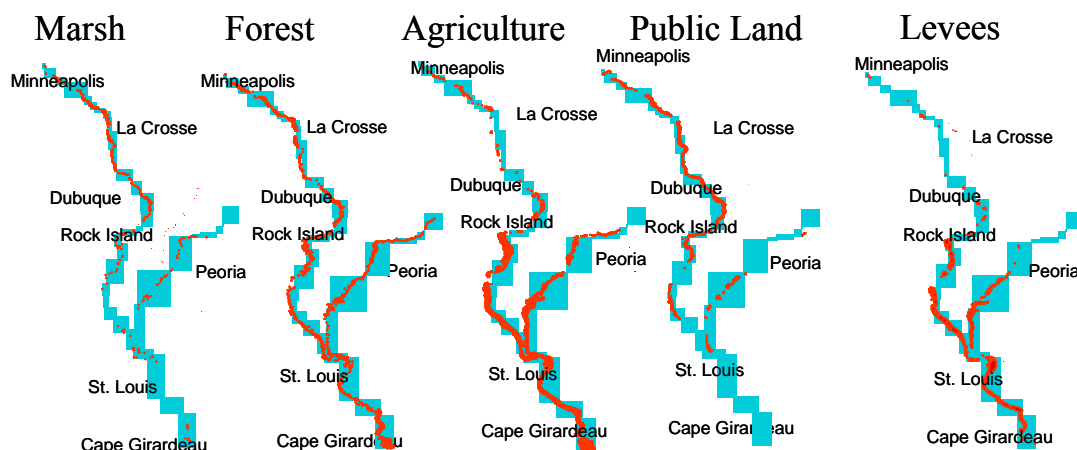 Marsh
Forest
Agriculture
Public Land
Levees
Minneapolis
La Crosse
Dubuque
Rock Island
Peoria
St. Louis
Cape Girardeau
Minneapolis
La Crosse
Dubuque
Rock Island
Peoria
St. Louis
Cape Girardeau
Minneapolis
La Crosse
Dubuque
Rock Island
Peoria
St. Louis
Cape Girardeau
Minneapolis
La Crosse
Dubuque
Rock Island
Peoria
St. Louis
Cape Girardeau
Minneapolis
La Crosse
Dubuque
Rock Island
Peoria
St. Louis
Cape Girardeau